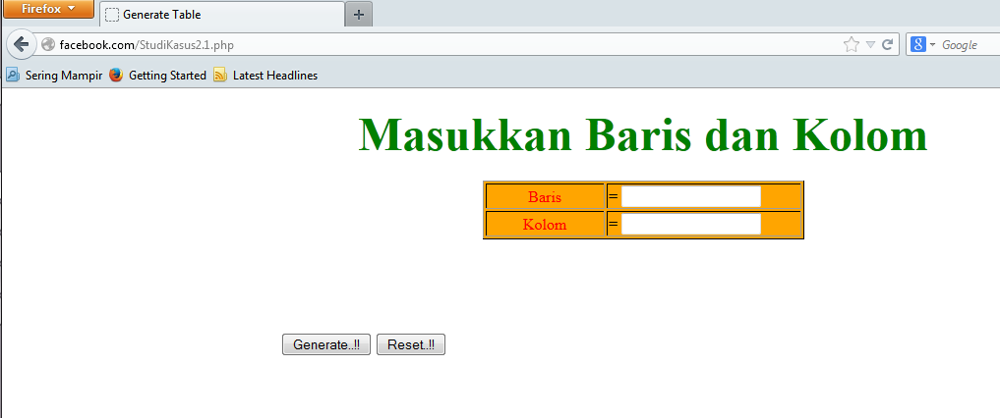 Firefox
Generate Table
facebook.com/StudiKasus2.1.php
Google
Sering Mampir Getting Started Latest Headlines
Masukkan Baris dan Kolom
Baris =
Kolom =
Generate..!! Reset..!!